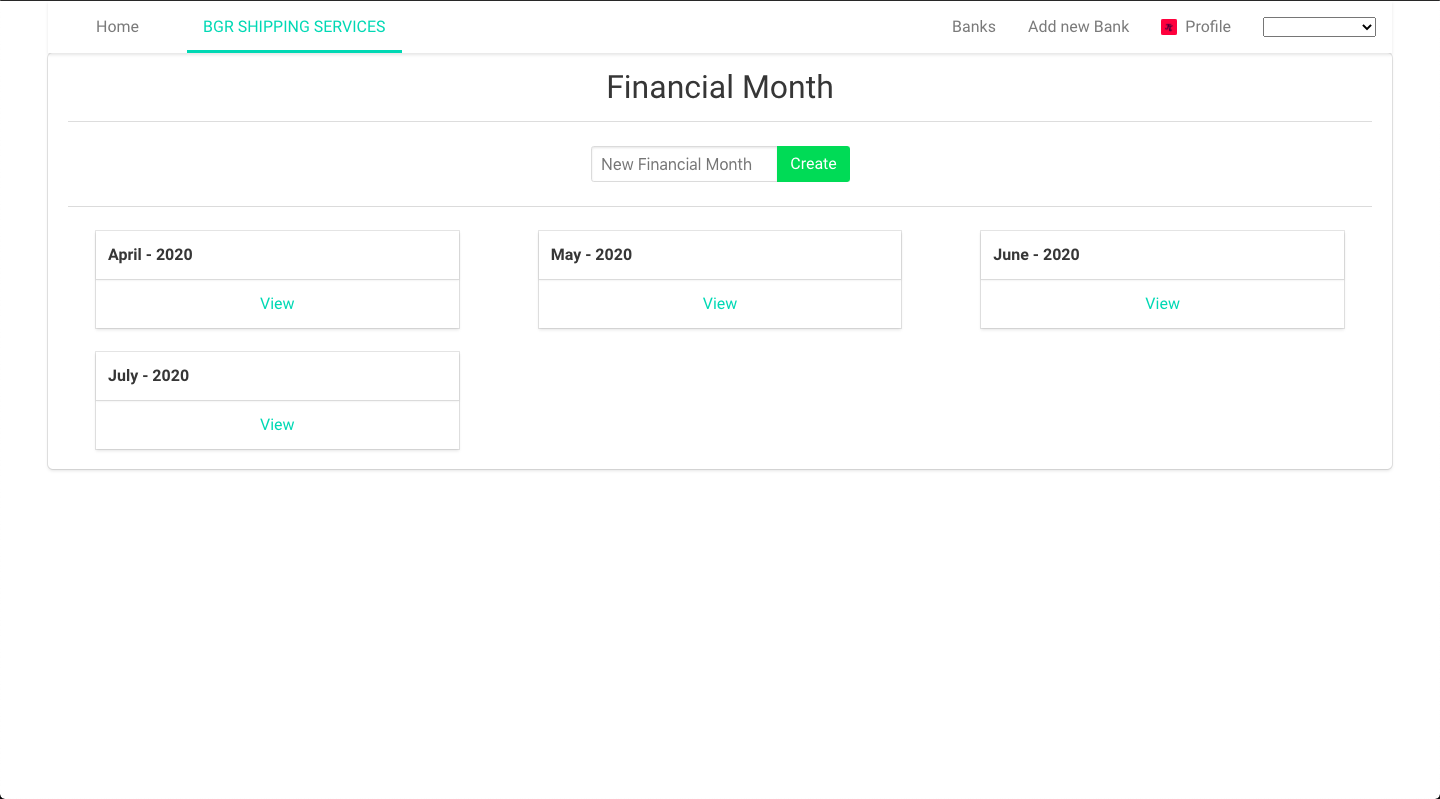 Home BGR SHIPPING SERVICES Banks Add new Bank Profile
Financial Month
New Financial Month Create
April - 2020 May - 2020 June - 2020
View View View
July - 2020
View